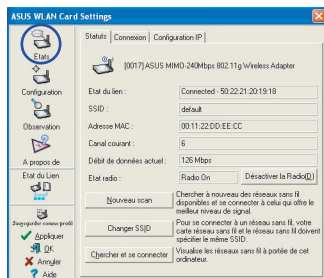 ASUS WLAN Card Settings
Etats
Configuration
Observation
A propos de
Etat du Lien
Sauvegarder comme profil
Appliquer
OK
Annuler
Aide
Statuts
Connexion
Configuration IP
[0017] ASUS MIMO-240Mbps 802.11g Wireless Adapter
Etat du lien :
Connected - 50:22:21:20:19:18
SSID :
default
Adresse MAC :
00:11:22:DD:EE:CC
Canal courant :
6
Débit de données actuel :
126 Mbps
Etat radio :
Radio On
Désactiver la Radio(D)
Nouveau scan
Chercher à nouveau des réseaux sans fil
disponibles et se connecter à celui qui offre le
meilleur niveau de signal.
Changer SSID
Pour se connecter à un réseau sans fil, votre
carte réseau sans fil et le réseau sans fil doivent
spécifier le même SSID.
Chercher et se connecter
Visualise les réseaux sans fil à portée de cet
ordinateur.